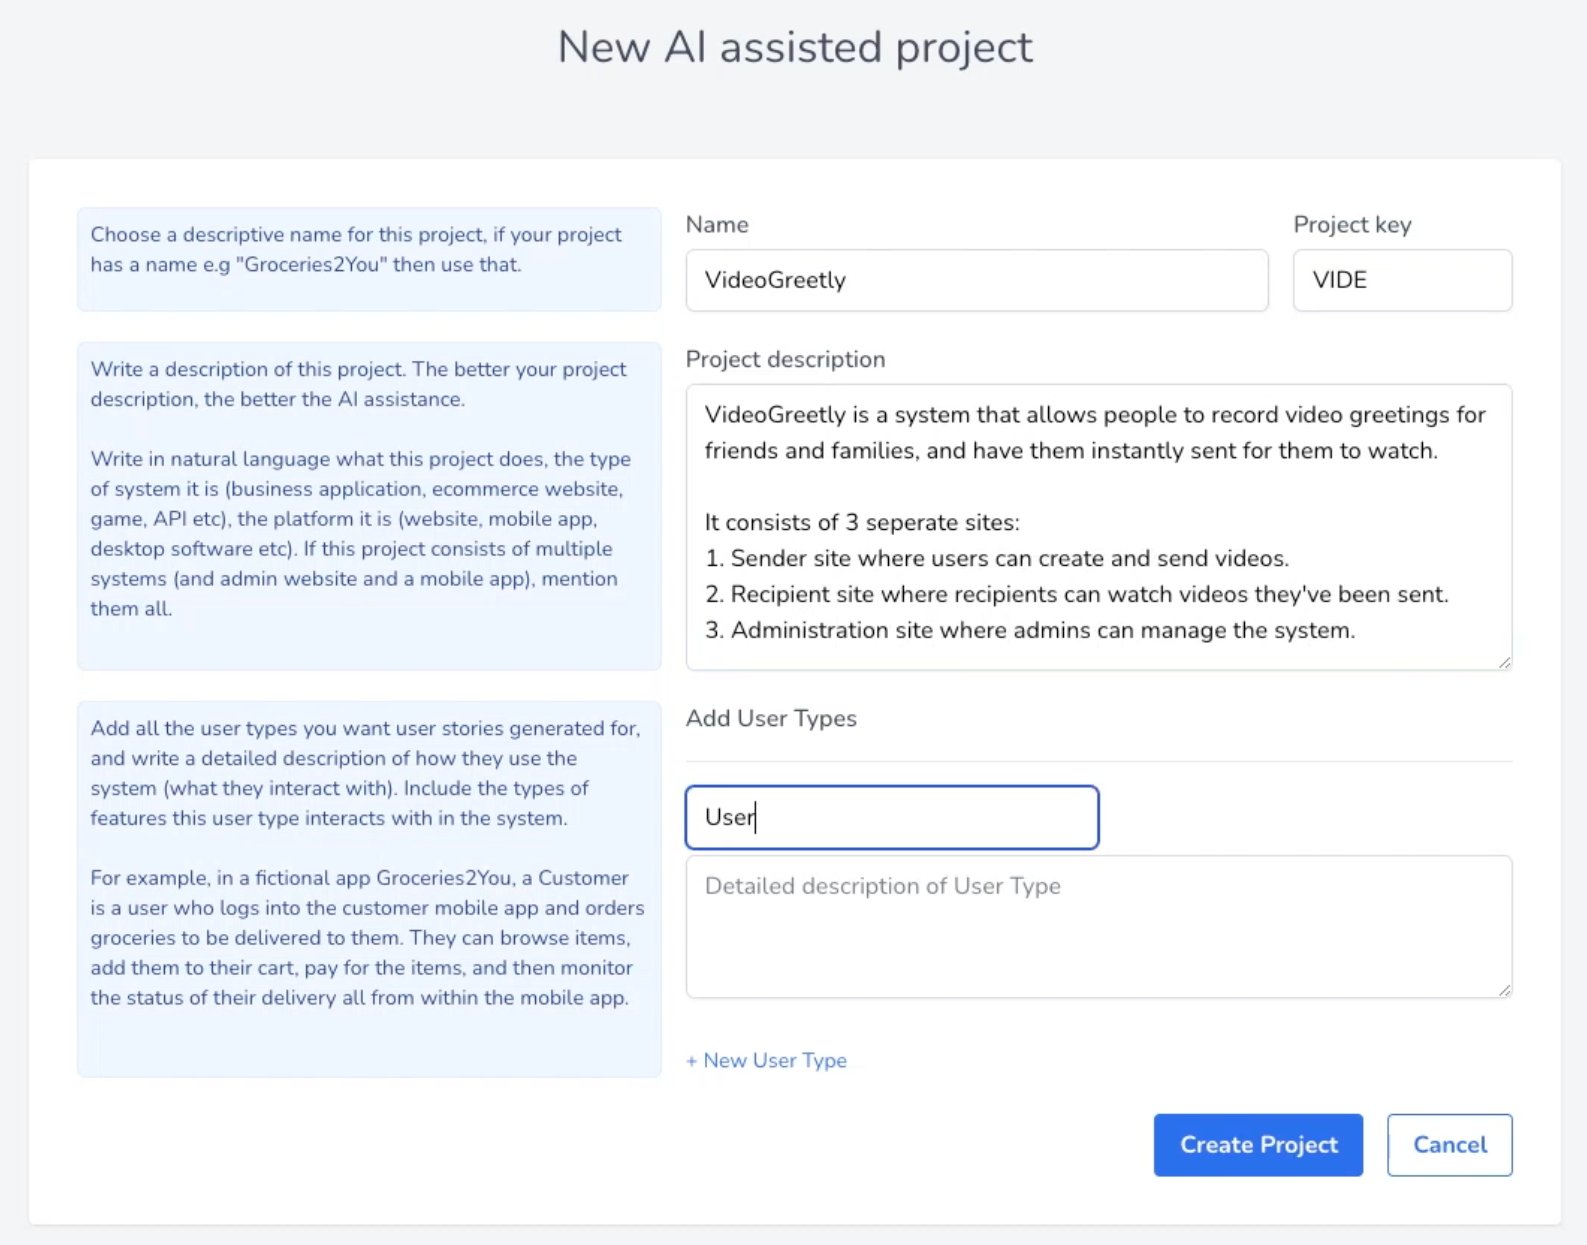 New AI assisted project
Choose a descriptive name for this project, if your project
has a name e.g "Groceries2You" then use that.
Name
VideoGreetly
Project key
VIDE
Write a description of this project. The better your project
description, the better the AI assistance.
Write in natural language what this project does, the type
of system it is (business application, ecommerce website,
game, API etc), the platform it is (website, mobile app,
desktop software etc). If this project consists of multiple
systems (and admin website and a mobile app), mention
them all.
Project description
VideoGreetly is a system that allows people to record video greetings for
friends and families, and have them instantly sent for them to watch.
It consists of 3 seperate sites:
1. Sender site where users can create and send videos.
2. Recipient site where recipients can watch videos they've been sent.
3. Administration site where admins can manage the system.
Add all the user types you want user stories generated for,
and write a detailed description of how they use the
system (what they interact with). Include the types of
features this user type interacts with in the system.
For example, in a fictional app Groceries2You, a Customer
is a user who logs into the customer mobile app and orders
groceries to be delivered to them. They can browse items,
add them to their cart, pay for the items, and then monitor
the status of their delivery all from within the mobile app.
Add User Types
User
Detailed description of User Type
+ New User Type
Create Project
Cancel